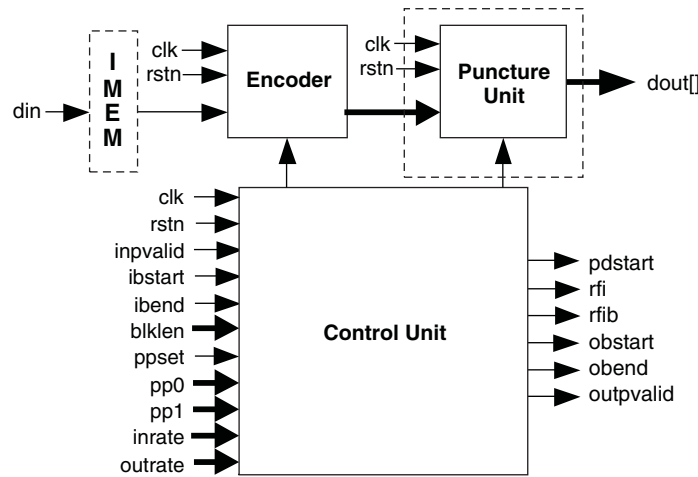 din
I
M
E
M
clk
rstn
Encoder
clk
rstn
Puncture
Unit
dout[]
clk
rstn
inpvalid
ibstart
ibend
blklen
ppset
pp0
pp1
inrate
outrate
Control Unit
pdstart
rfi
rfib
obstart
obend
outpvalid